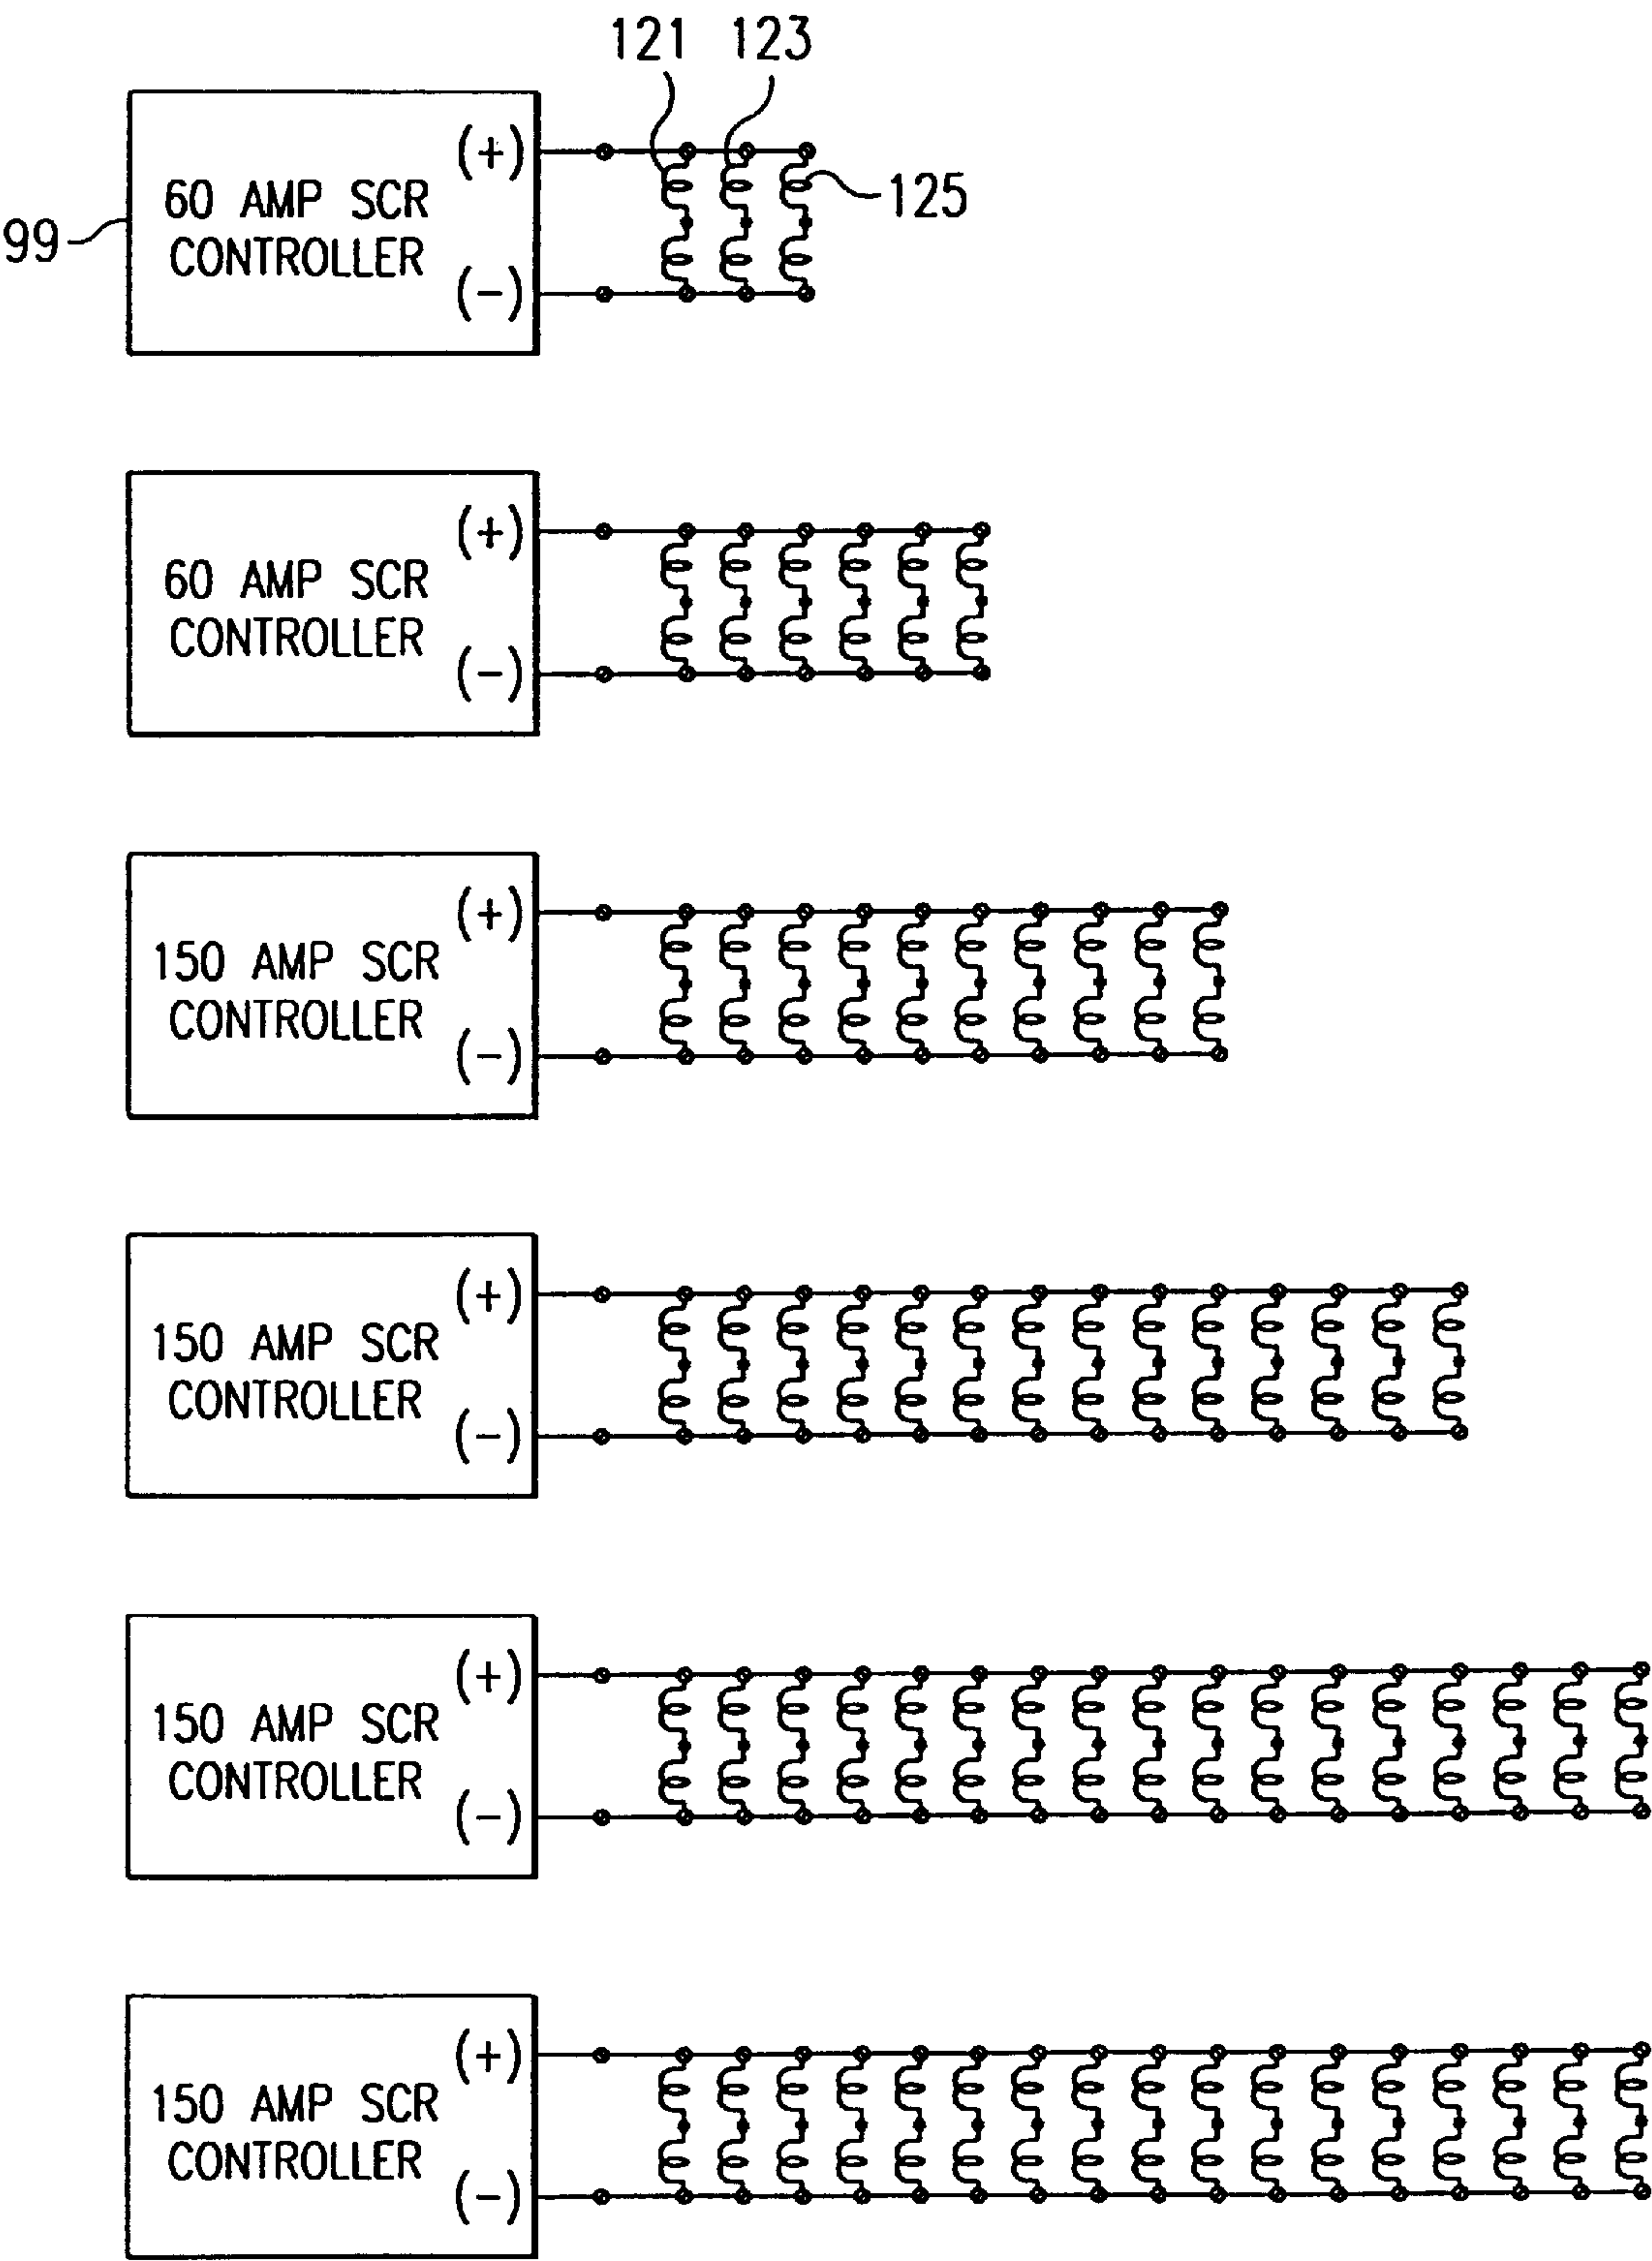 121 123
(+)
60 AMP SCR
125
99
CONTROLLER
(-)
(+)
60 AMP SCR
CONTROLLER
(-)
(+)
150 AMP SCR
CONTROLLER
(-)
(+)
150 AMP SCR
CONTROLLER
(-)
(+)
150 AMP SCR
CONTROLLER
(-)
(+)
150 AMP SCR
CONTROLLER
(-)